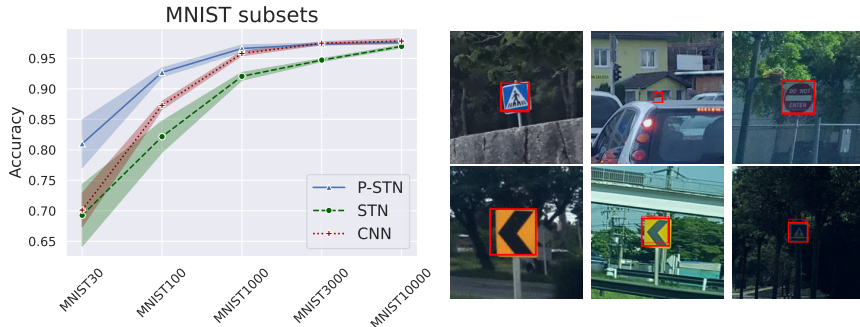 MNIST subsets
Accuracy
0.95
0.90
0.85
0.80
0.75
0.70
0.65
P-STN
STN
CNN
MNIST30
MNIST100
MNIST1000
MNIST3000
MNIST10000
DO NOT
ENTER